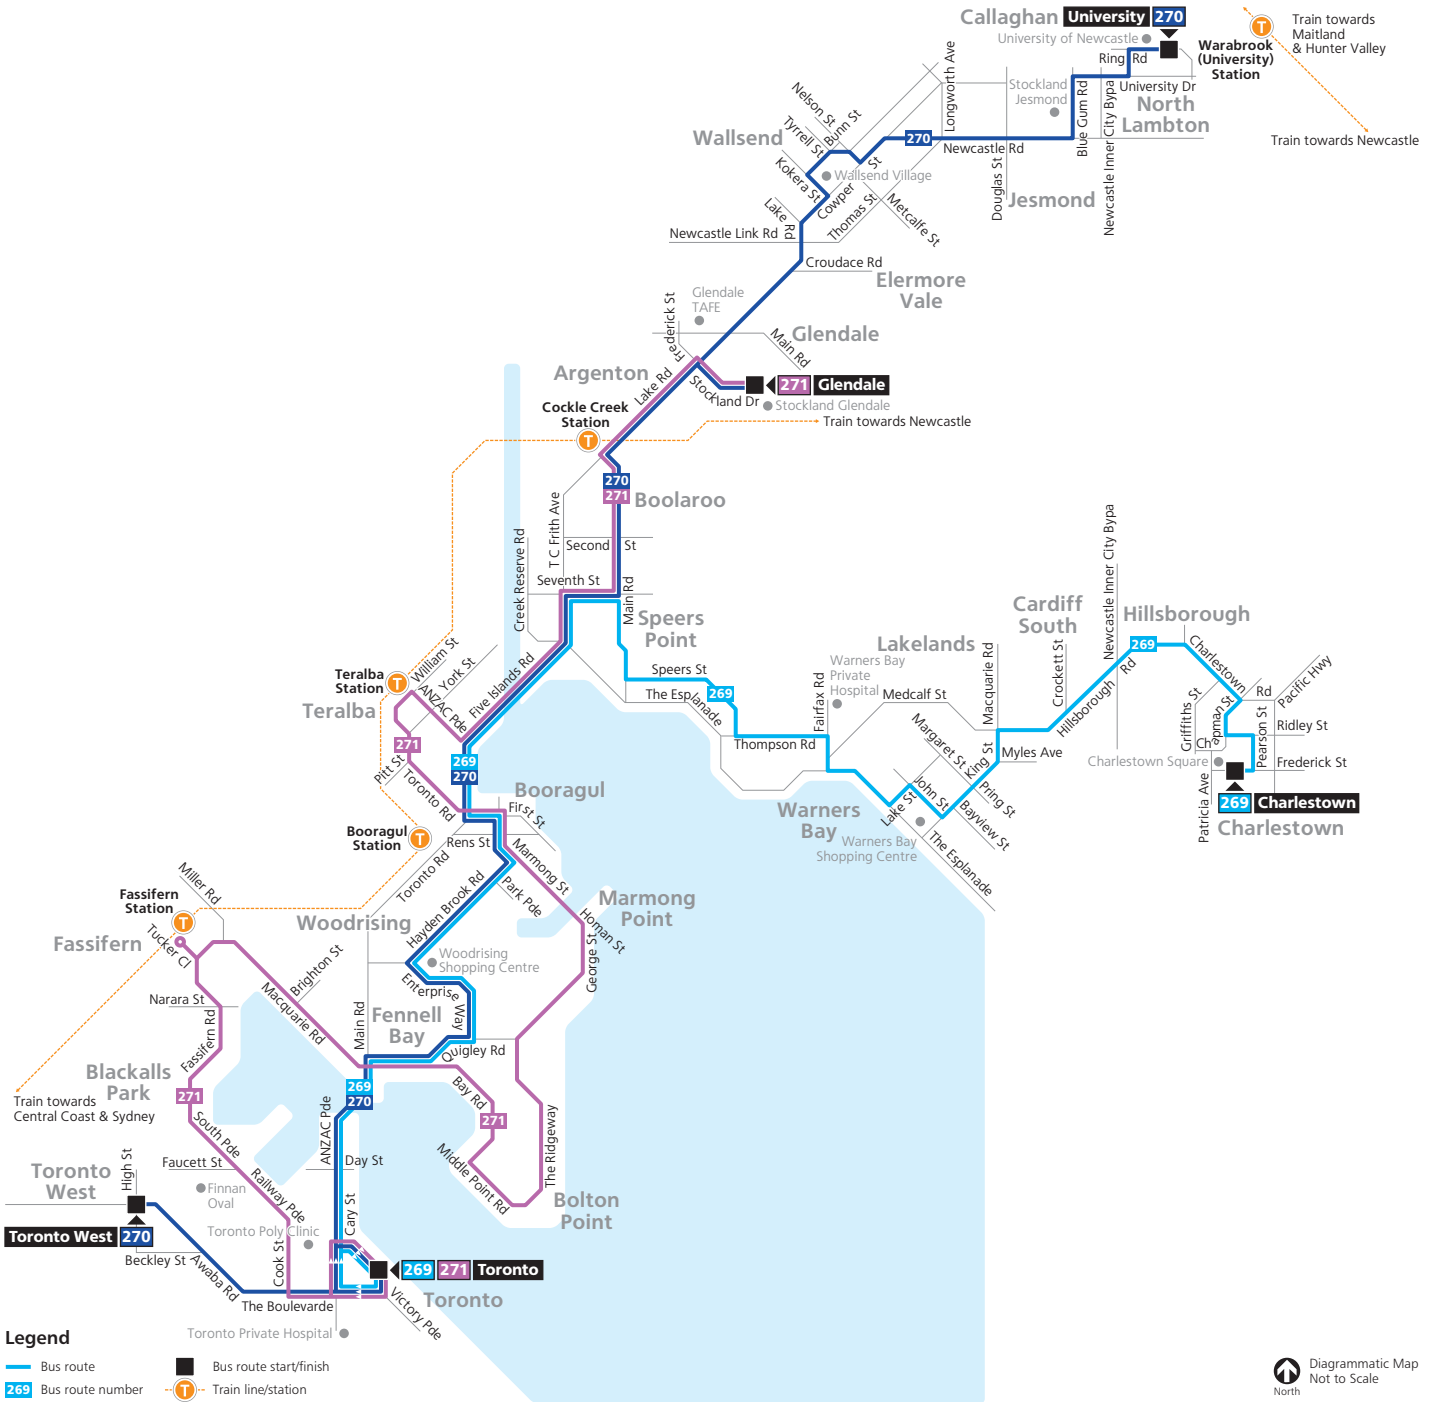 Callaghan University 270
University of Newcastle
Ring Rd
Warabrook
(University)
Station
T
Train towards
Maitland
& Hunter Valley
Train towards Newcastle
University Dr
North
Lambton
Stockland
Jesmond
Longworth Ave
Blue Gum Rd
Newcastle Inner City Bypa
Douglas St
Jesmond
270
Newcastle Rd
Wallsend
Nelson St
Bunn St
Tyrrell St
Kokera St
Wallsend Village
Cowper St
Thomas St
Metcalfe St
Lake Rd
Newcastle Link Rd
Croudace Rd
Elermore
Vale
Glendale
TAFE
Frederick St
Main Rd
Glendale
Argenton
Lake Rd
Stockland Dr
271 Glendale
Stockland Glendale
Cockle Creek
Station
T
Train towards Newcastle
270
271
Boolaroo
T C Frith Ave
Second St
Creek Reserve Rd
Seventh St
Main Rd
Speers
Point
Speers St
The Esplanade
269
Five Islands Rd
William St
York St
ANZAC Pde
Teralba
Station
T
Teralba
271
Pitt St
Toronto Rd
269
270
Booragul
First St
Rens St
Booragul
Station
T
Toronto Rd
Marmong St
Park Pde
Hayden Brook Rd
Marmong
Point
Homan St
George St
Woodrising
Woodrising
Shopping Centre
Enterprise Way
Fennell
Bay
Main Rd
Quigley Rd
Miller Rd
Fassifern
Station
T
Fassifern
Tucker Cl
Brighton St
Macquarie Rd
Narara St
Fassifern Rd
Blackalls
Park
271
Train towards
Central Coast & Sydney
269
270
Bay Rd
271
The Ridgeway
Middle Point Rd
Bolton
Point
South Pde
Faucett St
Railway Pde
ANZAC Pde
Day St
Cary St
Toronto
West
High St
Finnan
Oval
Toronto West 270
Toronto Poly Clinic
Beckley St
Awaba Rd
Cook St
The Boulevarde
269 271 Toronto
Toronto
Victory Pde
Toronto Private Hospital
Thompson Rd
Fairfax Rd
Lakelands
Warners Bay
Private
Hospital
Medcalf St
Macquarie Rd
Margaret St
King St
Myles Ave
Pring St
John St
Bayview St
Lake St
Warners
Bay
Warners Bay
Shopping Centre
The Esplanade
Cardiff
South
Crockett St
Newcastle Inner City Bypa
Hillsborough
Hillsborough Rd
269
Charlestown Rd
Pacific Hwy
Griffiths St
Chapman St
Pearson St
Ridley St
Charlestown Square
Frederick St
Patricia Ave
269 Charlestown
Charlestown
Legend
Bus route
269 Bus route number
Bus route start/finish
T Train line/station
Diagrammatic Map
Not to Scale
North